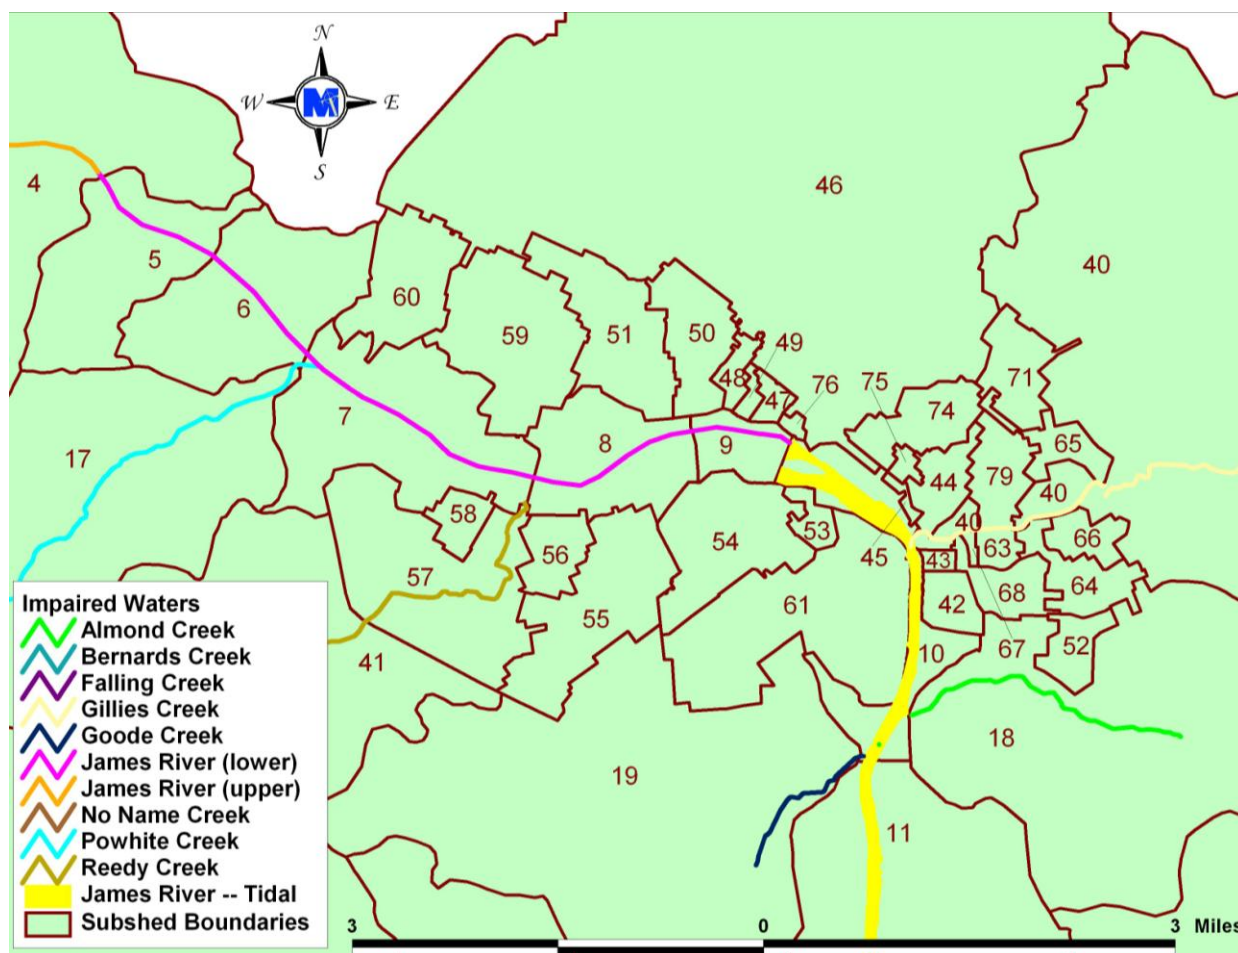 N
W
M
E
S
46
4
40
5
6
60
59
51
50
49
48
47
76
75
71
74
7
8
9
65
17
44
79
40
58
40
66
54
53
45
63
56
43
57
64
68
42
61
55
67
52
10
41
18
19
11
Impaired Waters
Almond Creek
Bernards Creek
Falling Creek
Gillies Creek
Goode Creek
James River (lower)
James River (upper)
No Name Creek
Powhite Creek
Reedy Creek
James River -- Tidal
Subshed Boundaries
3 0 3 Miles